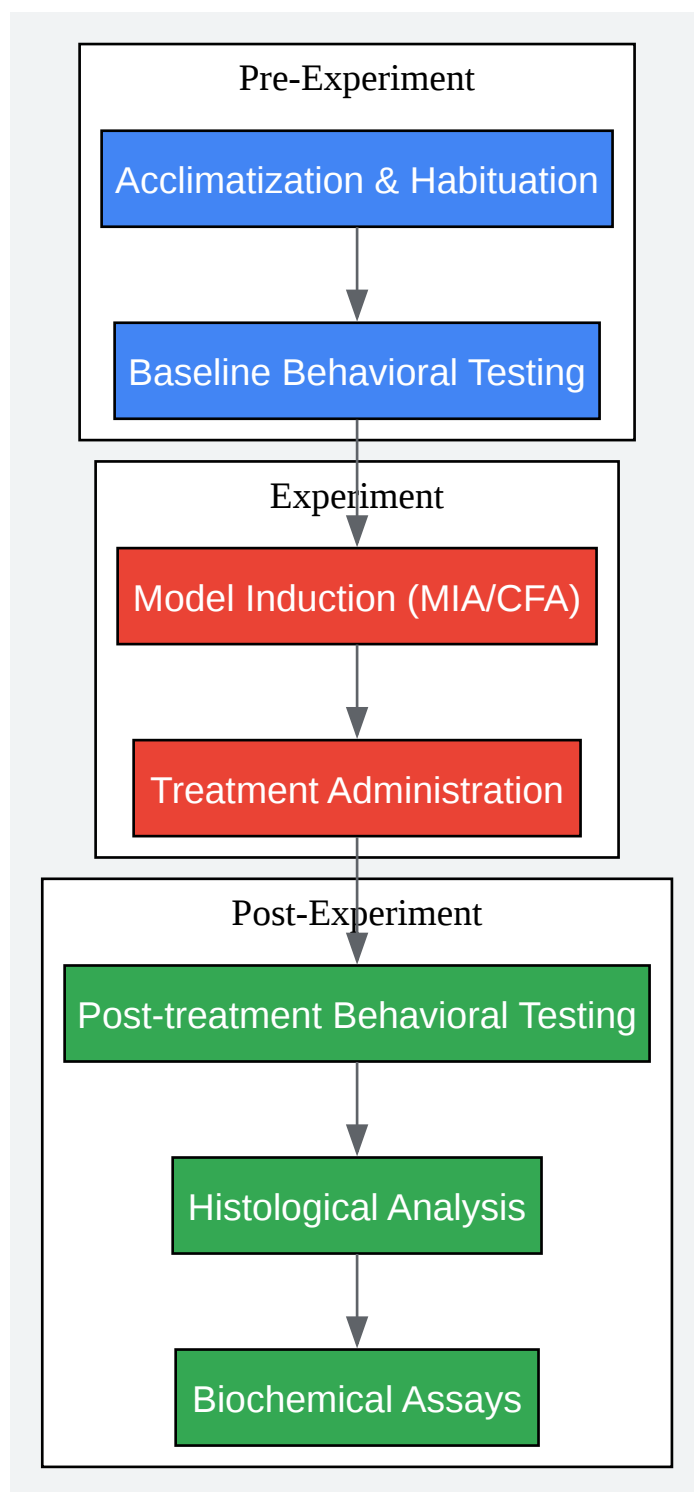 Pre-Experiment
Acclimatization & Habituation
Baseline Behavioral Testing
Experiment
Model Induction (MIA/CFA)
Treatment Administration
Post-Experiment
Post-treatment Behavioral Testing
Histological Analysis
Biochemical Assays